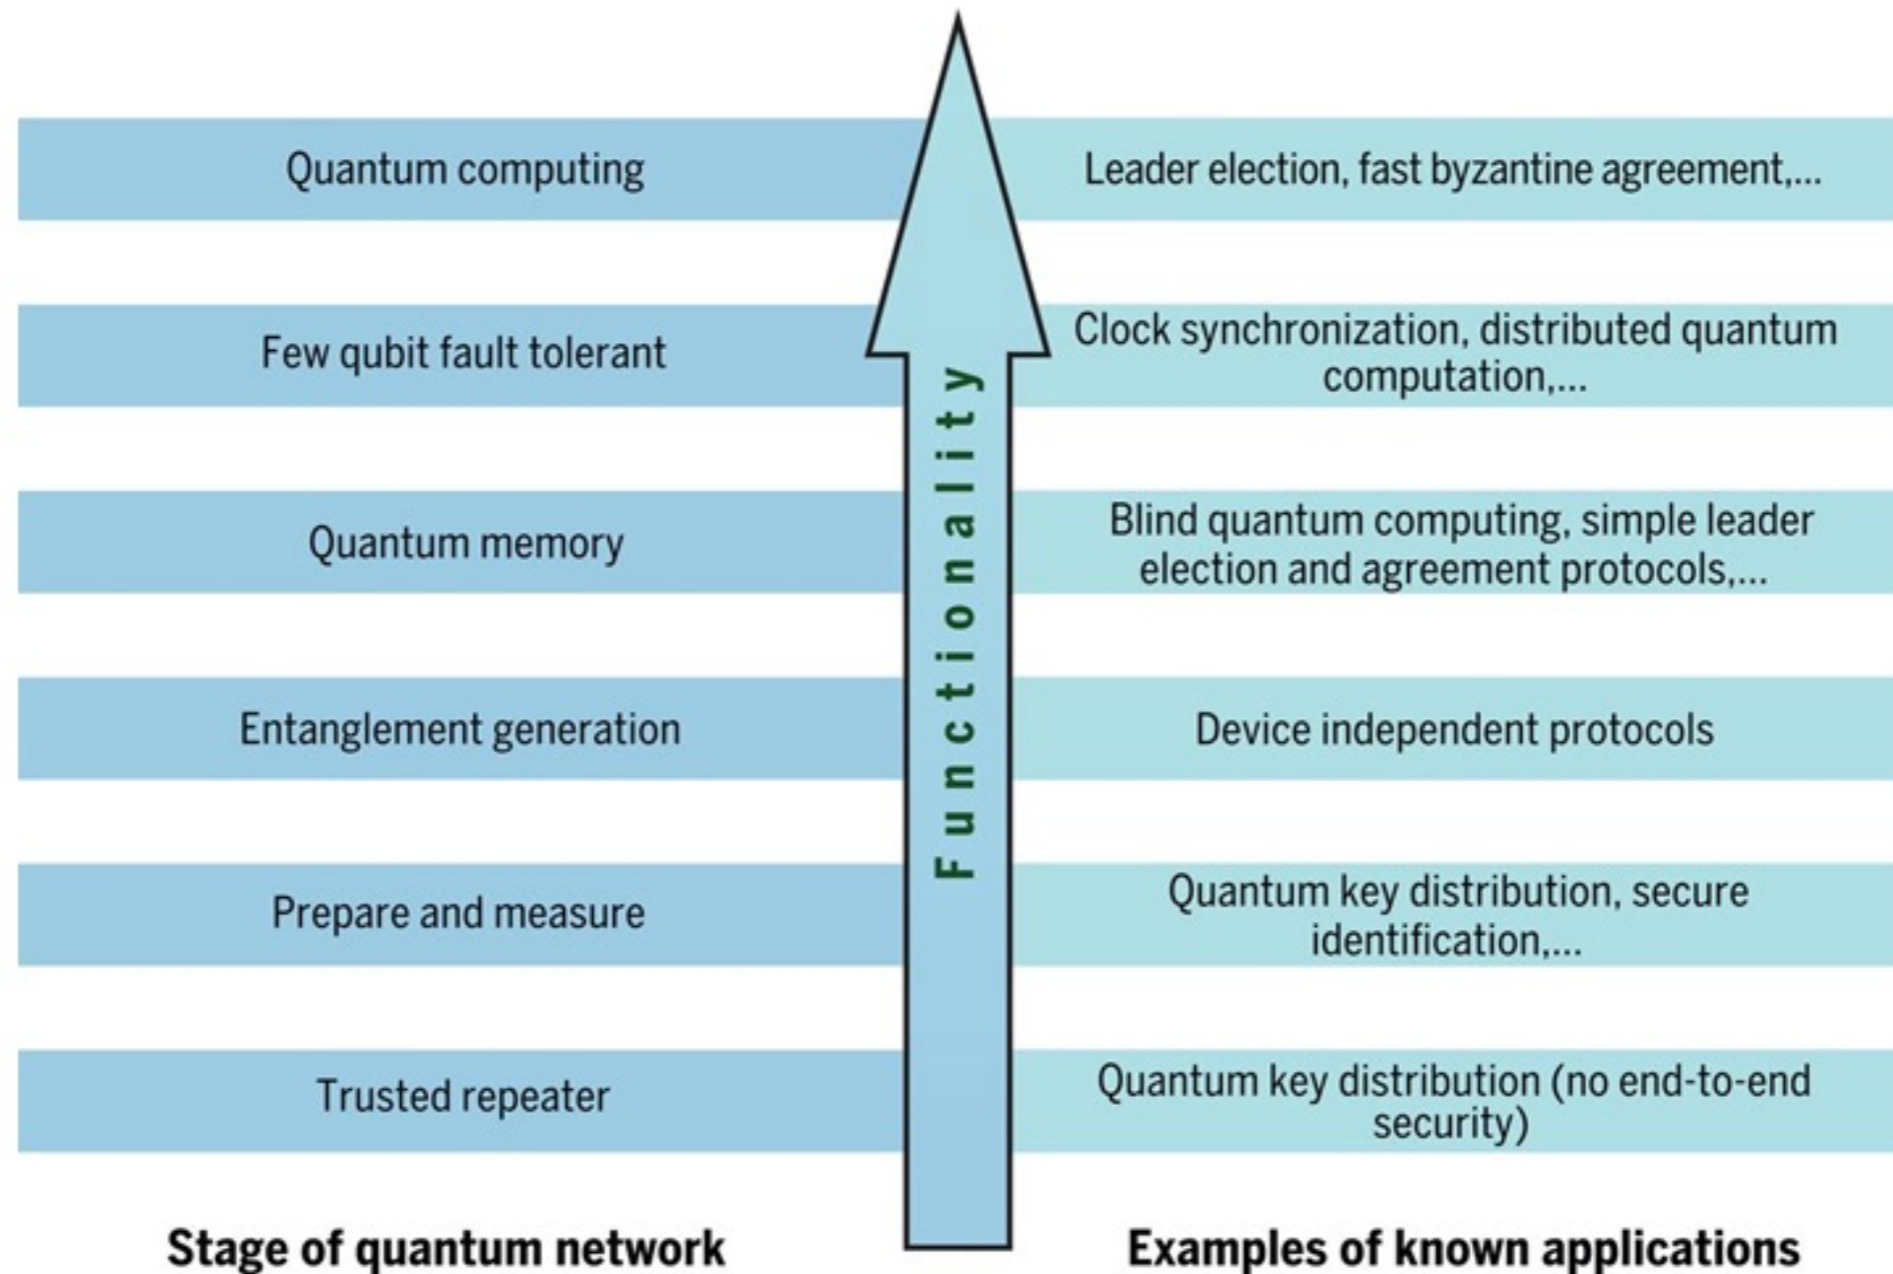 Quantum computing
Leader election, fast byzantine agreement,...
Few qubit fault tolerant
Clock synchronization, distributed quantum
computation,...
Quantum memory
Blind quantum computing, simple leader
election and agreement protocols,...
Entanglement generation
Device independent protocols
Prepare and measure
Quantum key distribution, secure
identification,...
Trusted repeater
Quantum key distribution (no end-to-end
security)
Functionality
Stage of quantum network
Examples of known applications